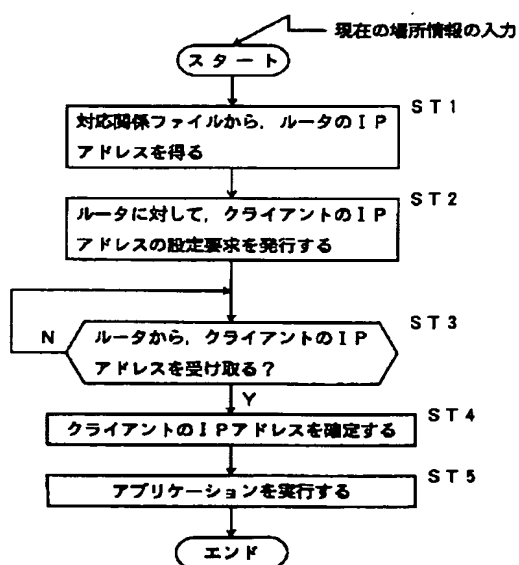 現在の場所情報の入力
スタート
ST1
対応関係ファイルから,ルータのIP
アドレスを得る
ST2
ルータに対して,クライアントのIP
アドレスの設定要求を発行する
ST3
N
ルータから,クライアントのIP
アドレスを受け取る?
Y
ST4
クライアントのIPアドレスを確定する
ST5
アプリケーションを実行する
エンド